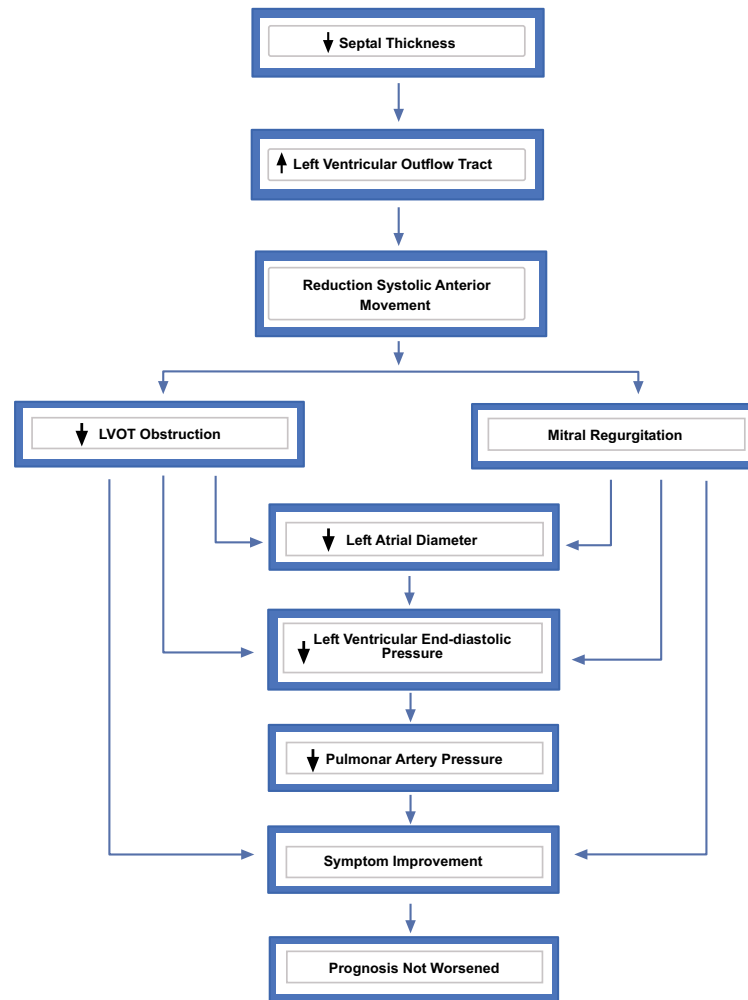 Septal Thickness
Left Ventricular Outflow Tract
Reduction Systolic Anterior
Movement
LVOT Obstruction
Mitral Regurgitation
Left Atrial Diameter
Left Ventricular End-diastolic
Pressure
Pulmonar Artery Pressure
Symptom Improvement
Prognosis Not Worsened